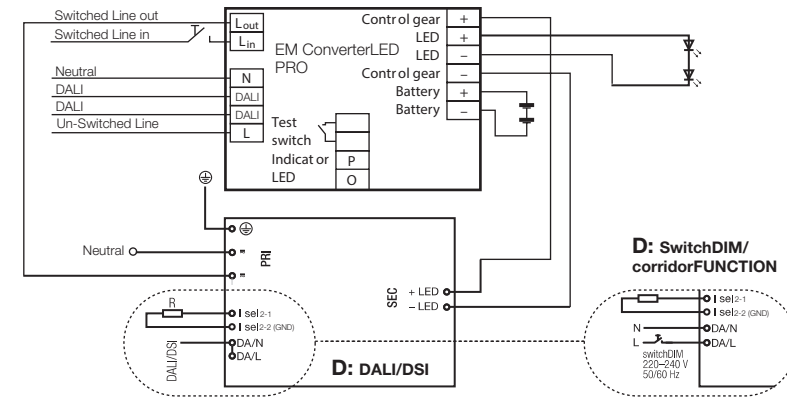 Switched Line out
Switched Line in
Neutral
DALI
DALI
Un-Switched Line
Lout
Lin
N
DALI
DALI
L
EM ConverterLED
PRO
Test
switch
Indicator
LED
P
O
Control gear +
LED +
LED –
Control gear –
Battery +
Battery –
Neutral
PRI
=
=
SEC
+ LED
– LED
R
I sel2-1
I sel2-2 (GND)
DA/N
DA/L
DALI/DSI
D: DALI/DSI
D: SwitchDIM/
corridorFUNCTION
I sel2-1
I sel2-2 (GND)
N
DA/N
L
DA/L
switchDIM
220–240 V
50/60 Hz